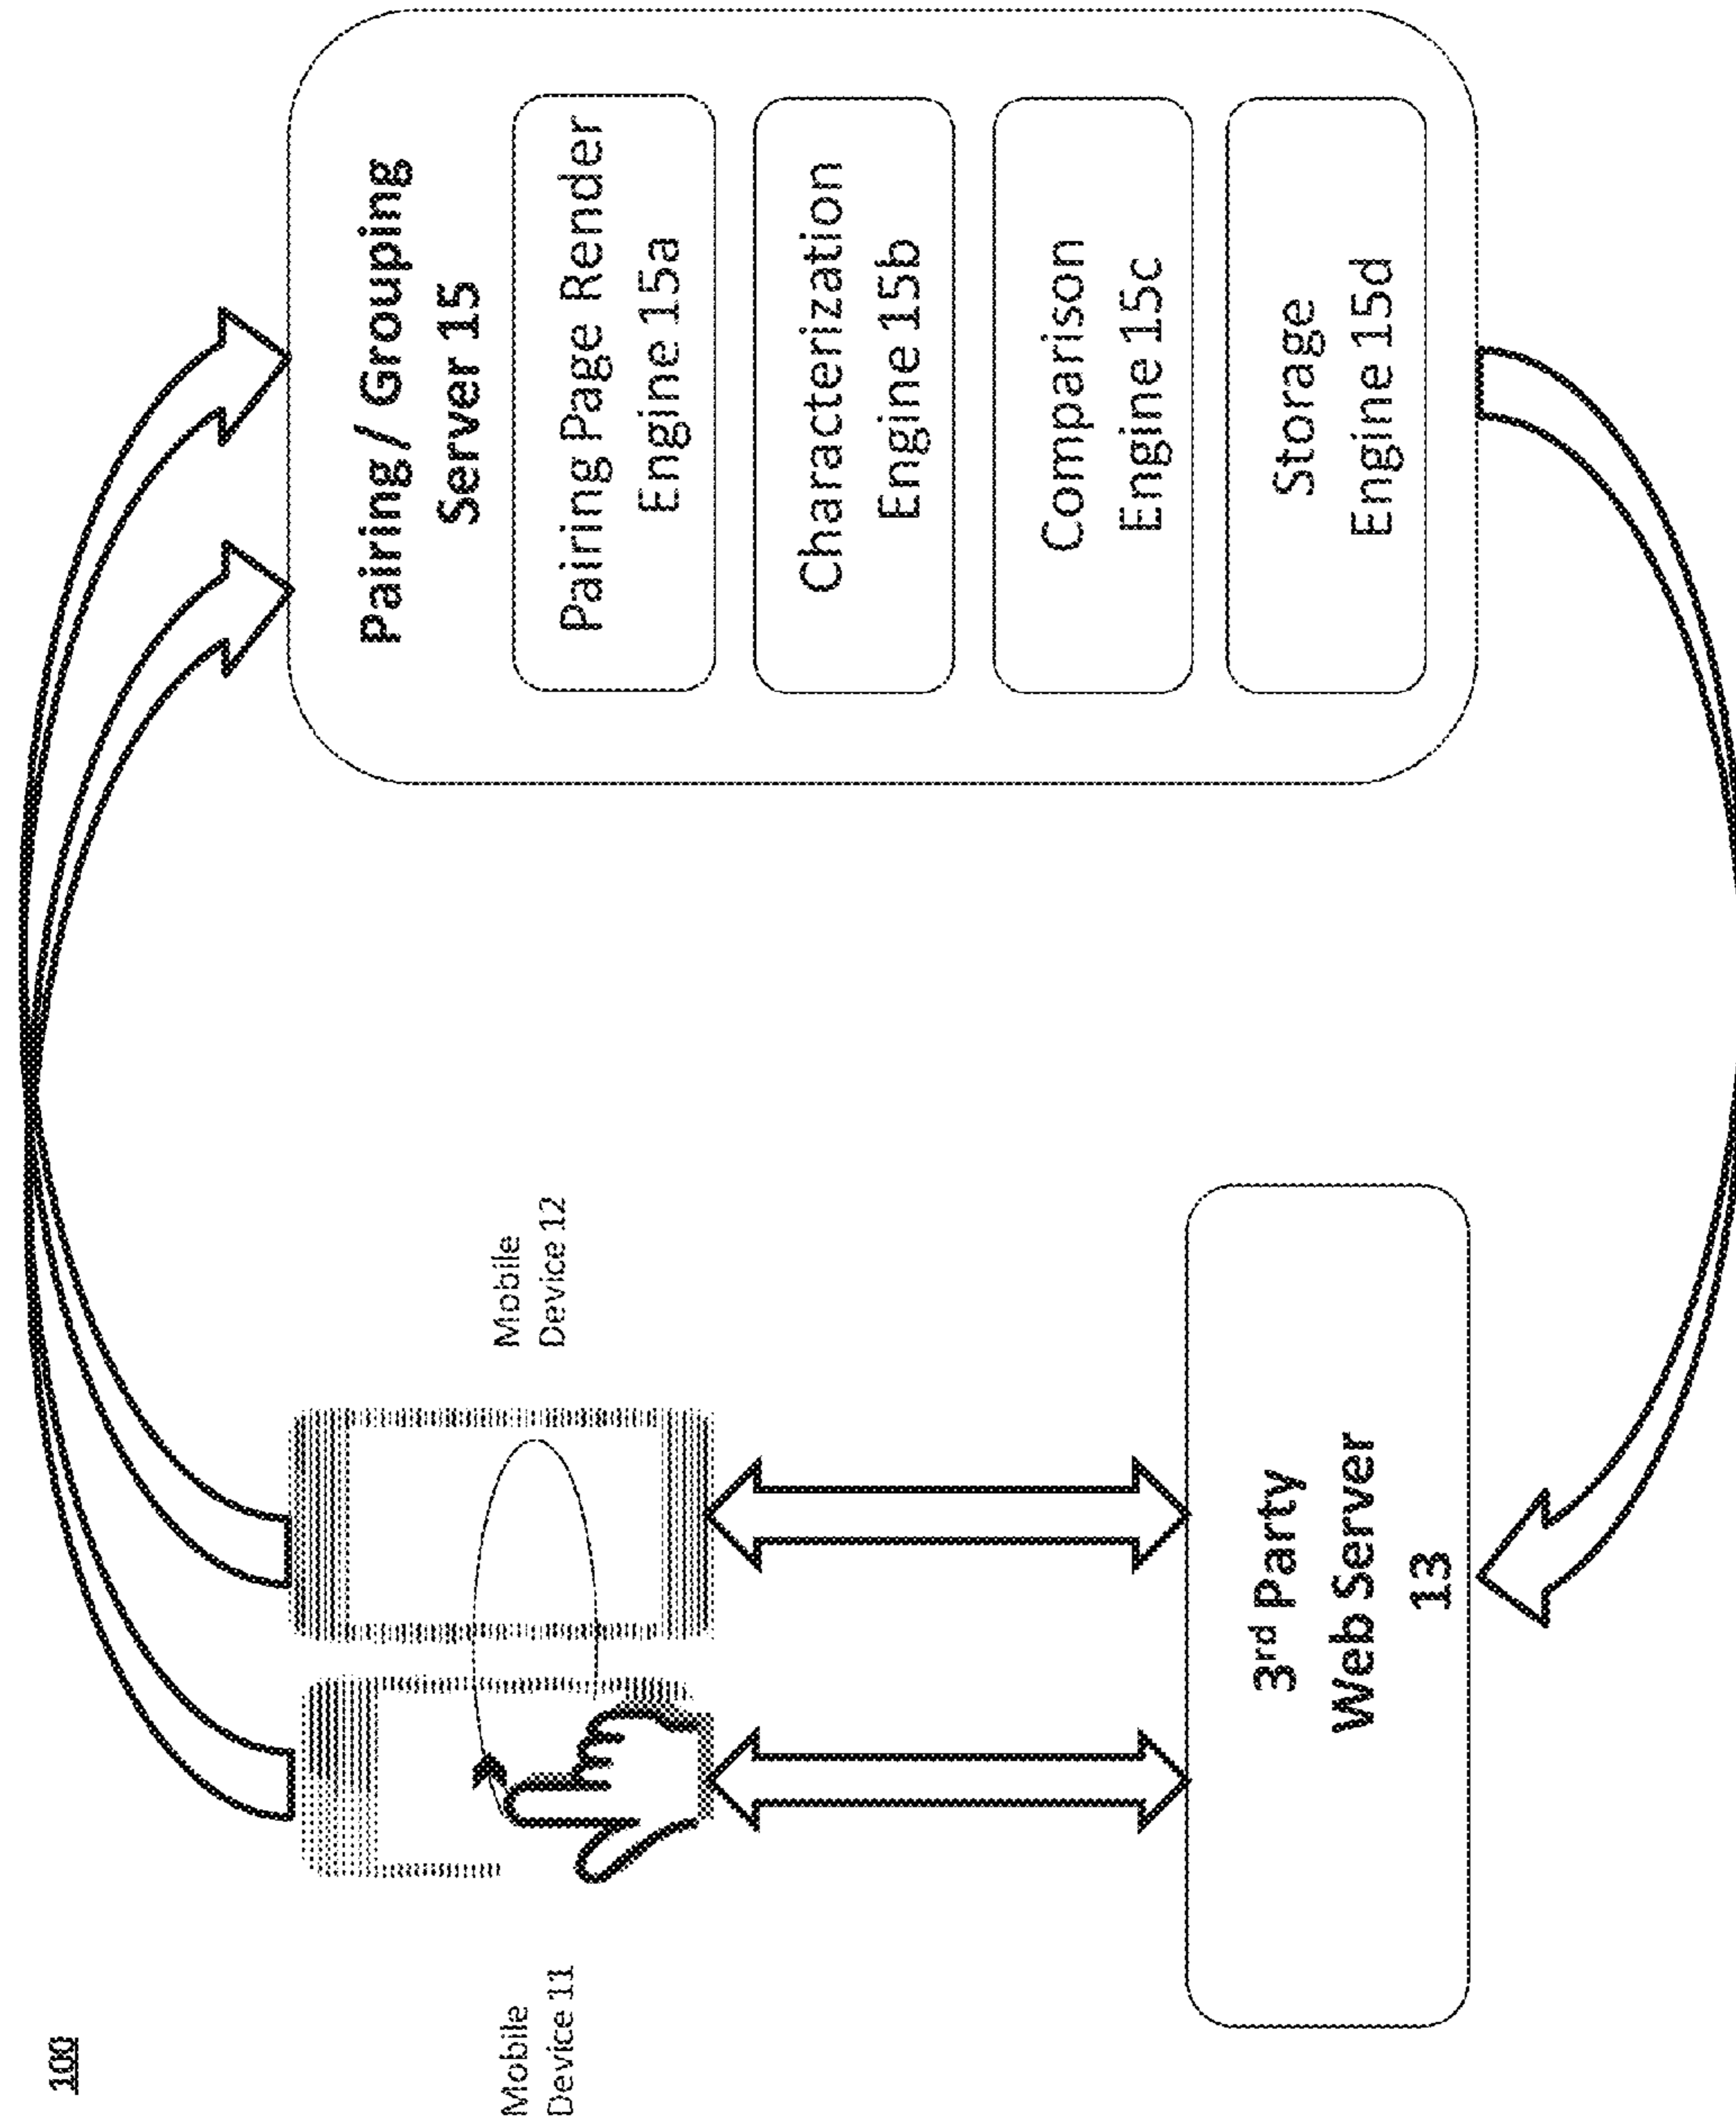 100
Mobile
Device 11
Mobile
Device 12
3rd Party
Web Server
13
Pairing / Grouping
Server 15
Pairing Page Render
Engine 15a
Characterization
Engine 15b
Comparison
Engine 15c
Storage
Engine 15d